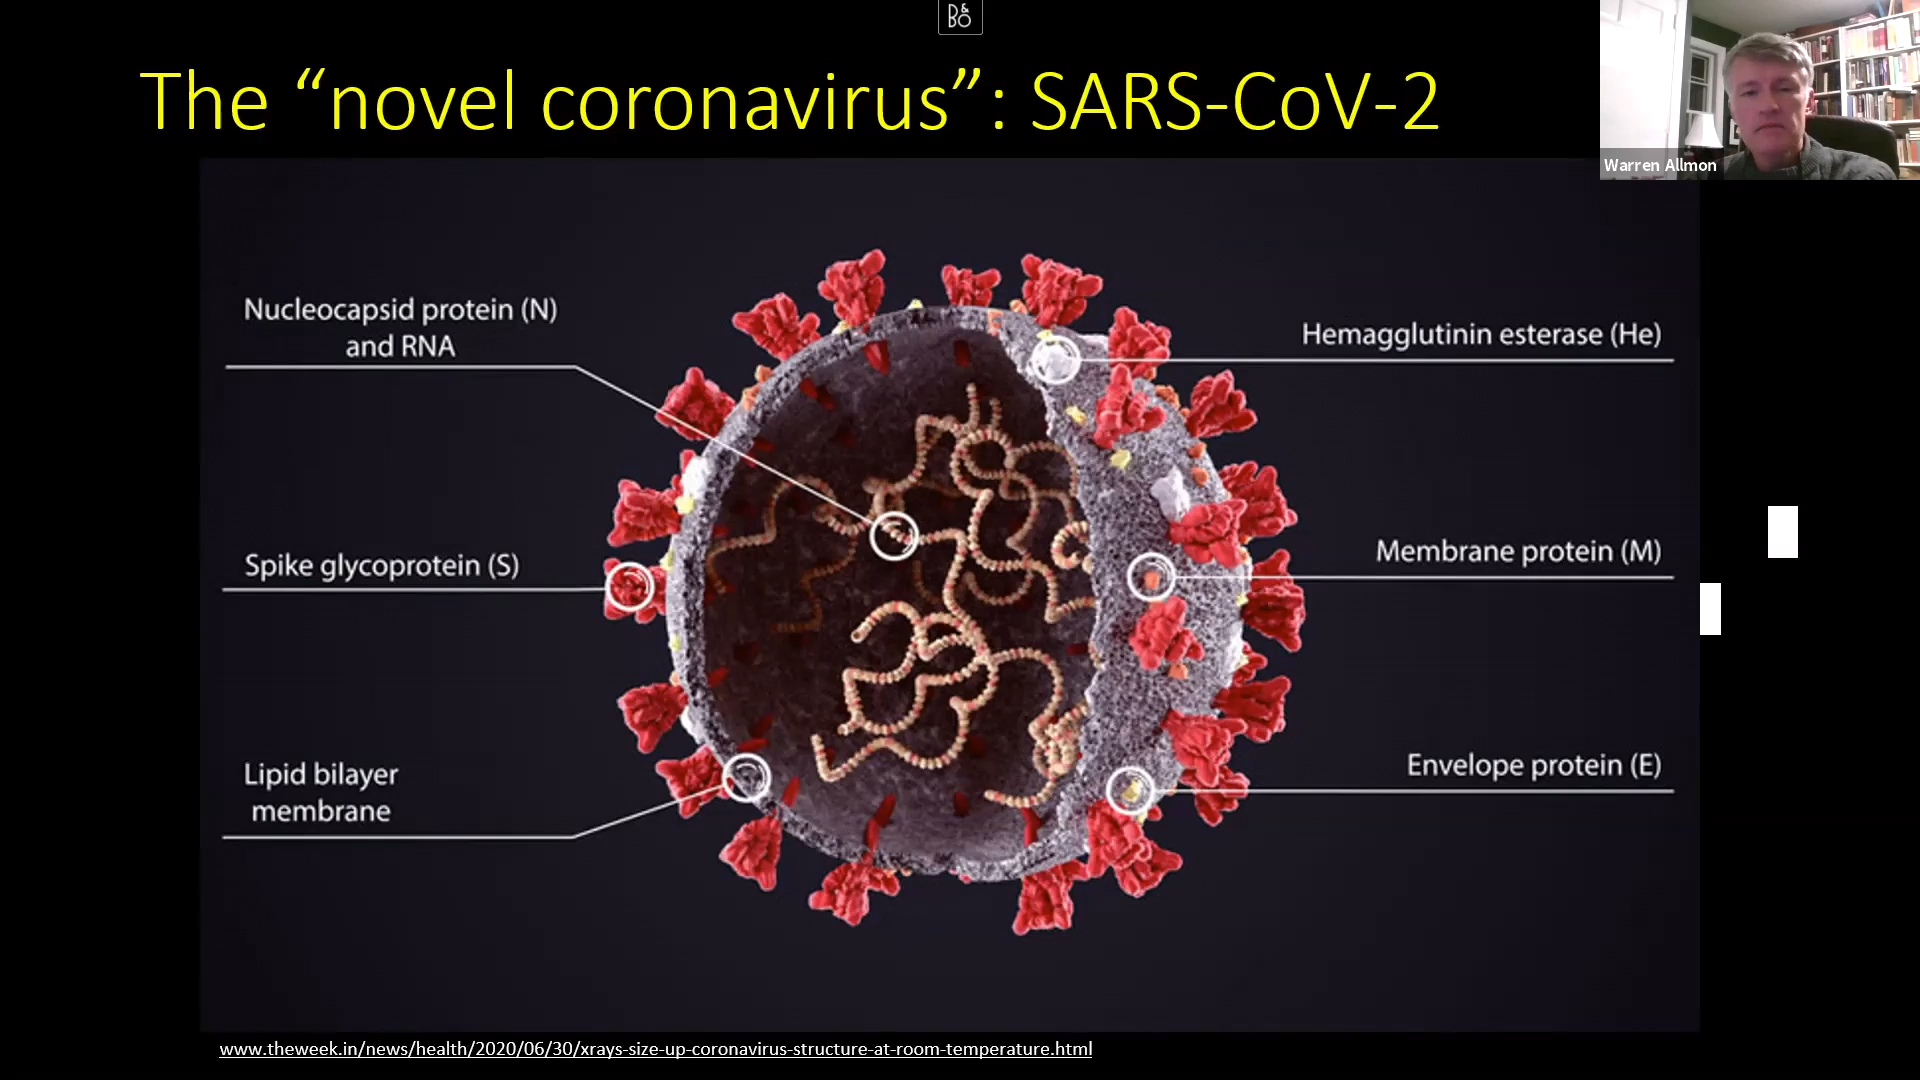 B&O
The “novel coronavirus”: SARS-CoV-2
Warren Allmon
Nucleocapsid protein (N)
and RNA
Hemagglutinin esterase (He)
Spike glycoprotein (S)
Membrane protein (M)
Lipid bilayer
membrane
Envelope protein (E)
www.theweek.in/news/health/2020/06/30/xrays-size-up-coronavirus-structure-at-room-temperature.html